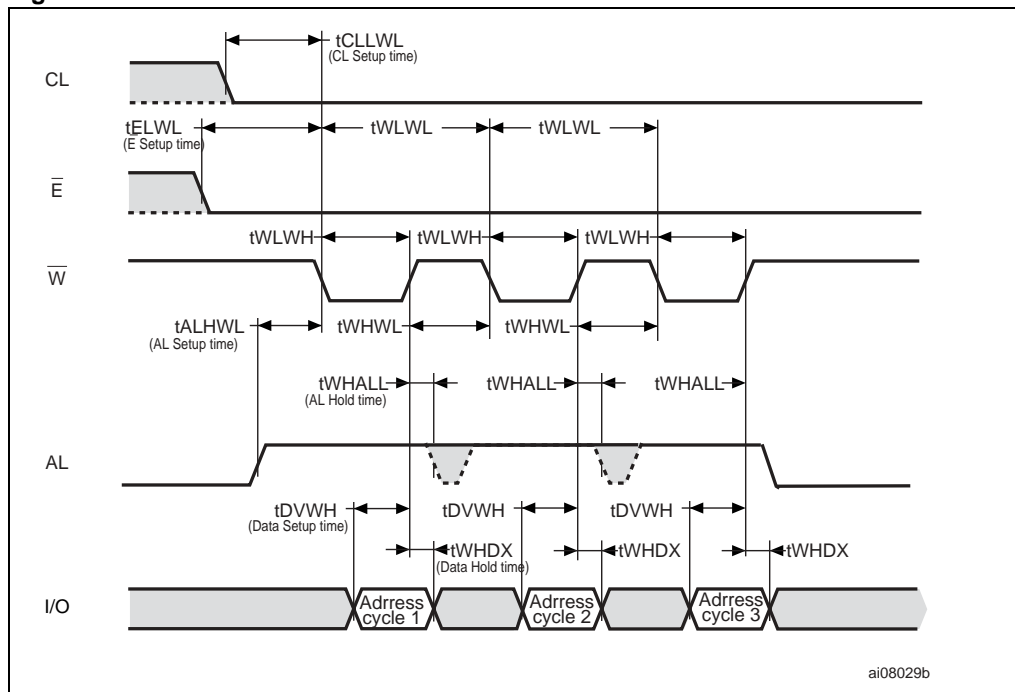 tCLLWL
(CL Setup time)
CL
tELWL
(E Setup time)
tWLWL
tWLWL
E
tWLWH
tWLWH
tWLWH
W
tALHWL
(AL Setup time)
tWHWL
tWHWL
tWHALL
(AL Hold time)
tWHALL
tWHALL
AL
tDVWH
(Data Setup time)
tDVWH
tDVWH
tWHDX
(Data Hold time)
tWHDX
tWHDX
I/O
Adrress
cycle 1
Adrress
cycle 2
Adrress
cycle 3
ai08029b